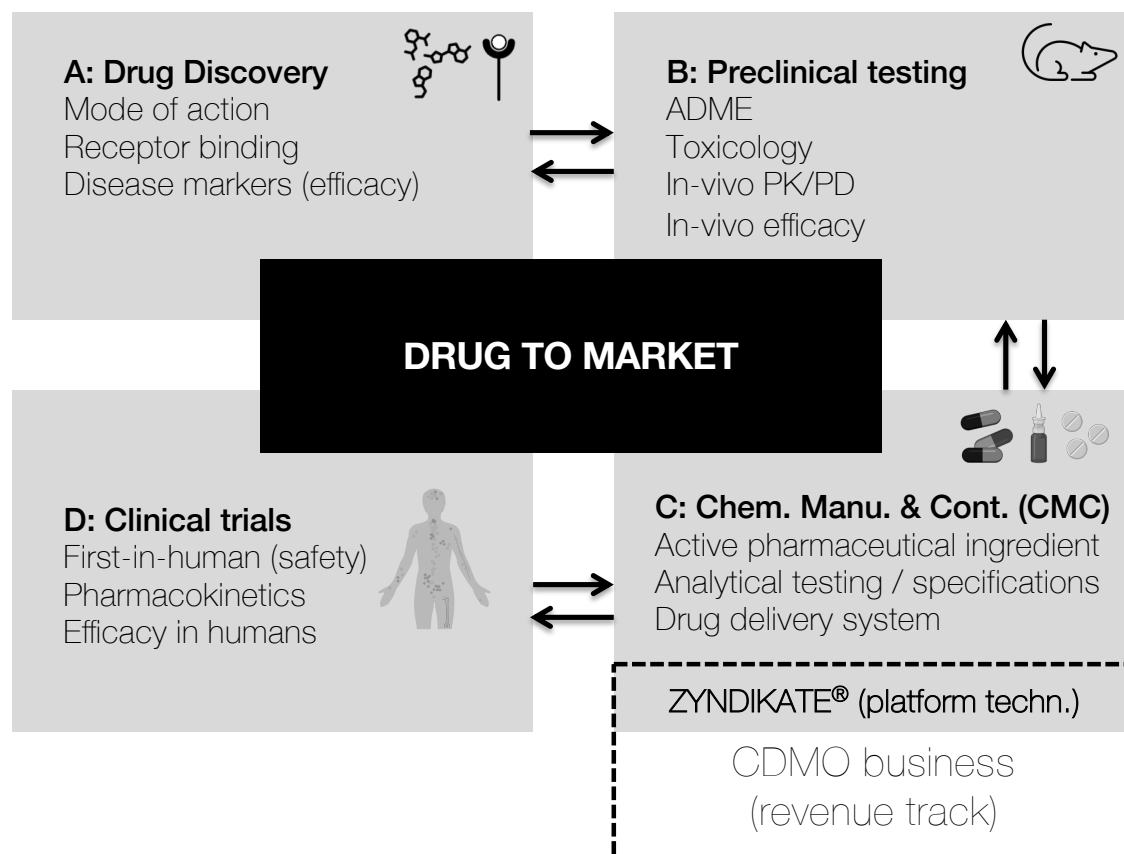 A: Drug Discovery
Mode of action
Receptor binding
Disease markers (efficacy)
B: Preclinical testing
ADME
Toxicology
In-vivo PK/PD
In-vivo efficacy
DRUG TO MARKET
D: Clinical trials
First-in-human (safety)
Pharmacokinetics
Efficacy in humans
C: Chem. Manu. & Cont. (CMC)
Active pharmaceutical ingredient
Analytical testing / specifications
Drug delivery system
ZYNDIKATE® (platform techn.)
CDMO business
(revenue track)